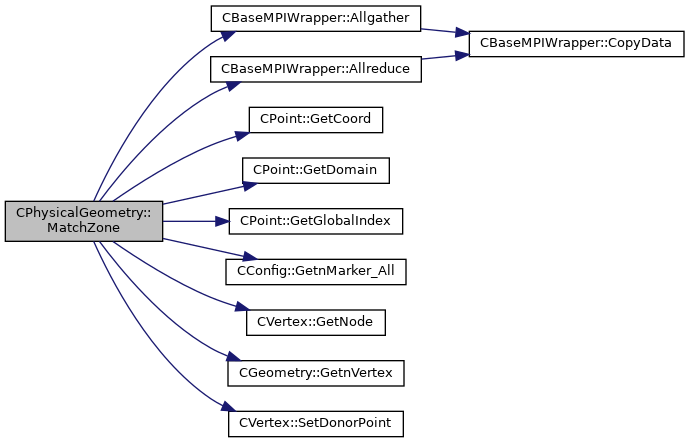 CPhysicalGeometry::
MatchZone
CBaseMPIWrapper::Allgather
CBaseMPIWrapper::Allreduce
CPoint::GetCoord
CPoint::GetDomain
CPoint::GetGlobalIndex
CConfig::GetnMarker_All
CVertex::GetNode
CGeometry::GetnVertex
CVertex::SetDonorPoint
CBaseMPIWrapper::CopyData